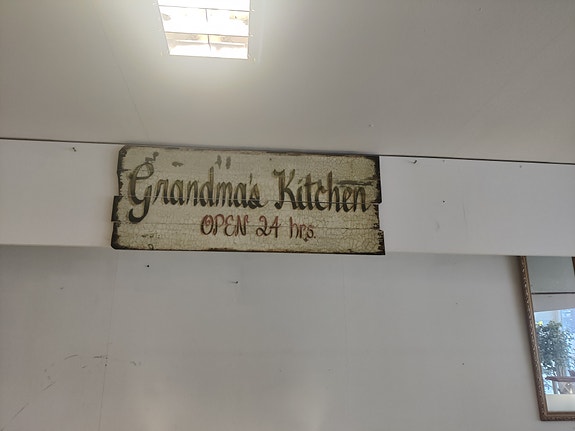 Grandma's Kitchen
OPEN 24 hrs.